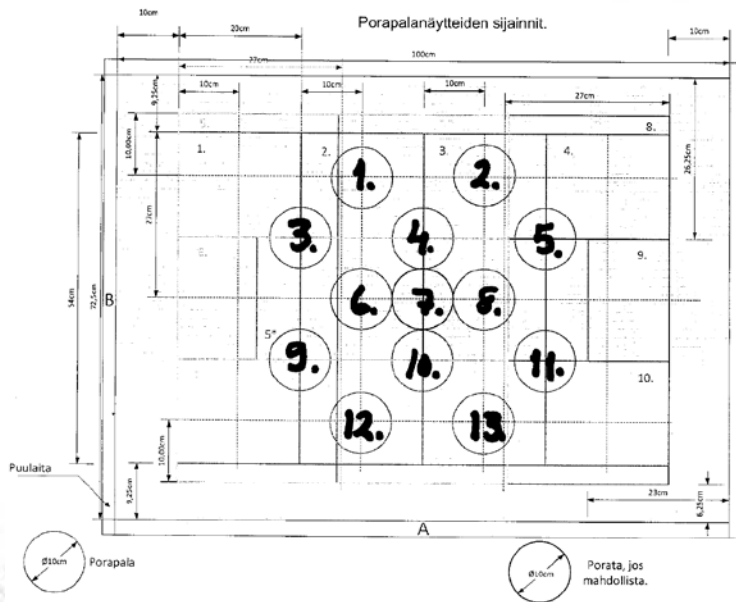 Porapalanäytteiden sijainnit.
10cm
20cm
10cm
100cm
27cm
10cm
10cm
10cm
27cm
9,25cm
10,00cm
8.
1.
2.
3.
4.
1.
2.
26,25cm
27cm
3.
4.
5.
9.
54cm
72,5cm
B
6.
7.
8.
5*
9.
10.
11.
10.
12.
13.
10,00cm
Puulaita
9,25cm
23cm
6,25cm
A
Ø10cm
Porapala
Ø10cm
Porata, jos
mahdollista.